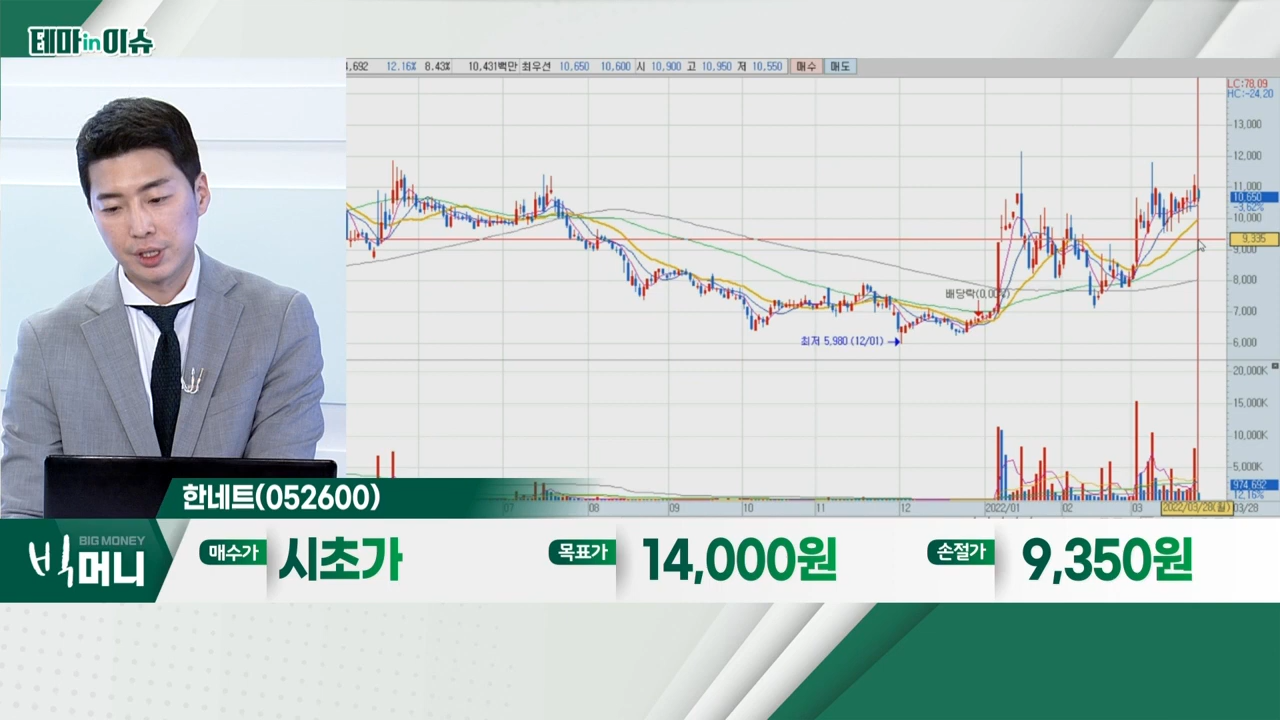 테마in이슈
,692 12.16% 8.43% 10,431백만 최우선 10,650 10,600 시 10,900 고 10,950 저 10,550 매수 매도
LC:78.09
HC:-24.20
13,000
12,000
11,000
10,650
-3.62%
10,000
9,335
9,000
8,000
배당락(0.00%)
7,000
최저 5,980 (12/01)
6,000
20,000K
15,000K
10,000K
5,000K
974,692
12.16%
07 08 09 10 11 12 2022/01 02 03 2022/03/28(월) 03/28
한네트(052600)
BIG MONEY
빅머니
매수가 시초가 목표가 14,000원 손절가 9,350원